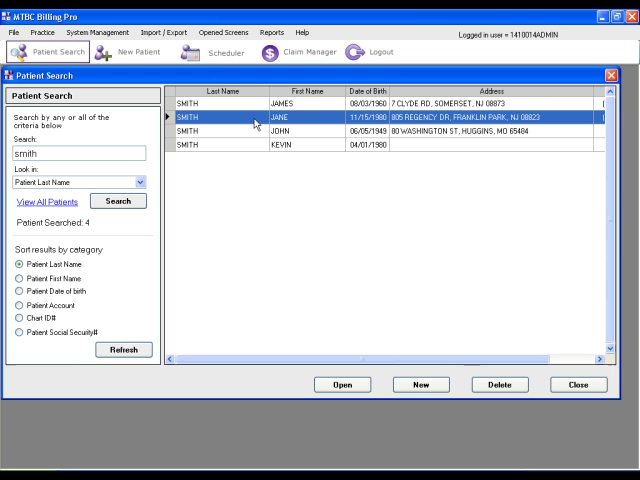 MTBC Billing Pro
File Practice System Management Import / Export Opened Screens Reports Help Logged in user = 1410014ADMIN
Patient Search New Patient Scheduler Claim Manager Logout
Patient Search
Patient Search
Search by any or all of the
criteria below
Search:
smith
Look in:
Patient Last Name
View All Patients Search
Patient Searched: 4
Sort results by category
Patient Last Name
Patient First Name
Patient Date of birth
Patient Account
Chart ID#
Patient Social Security#
Refresh
Last Name First Name Date of Birth Address
SMITH JAMES 08/03/1960 7 CLYDE RD, SOMERSET, NJ 08873
SMITH JANE 11/15/1980 805 REGENCY DR, FRANKLIN PARK, NJ 08823
SMITH JOHN 06/05/1949 80 WASHINGTON ST, HUGGINS, MO 65484
SMITH KEVIN 04/01/1980
Open New Delete Close